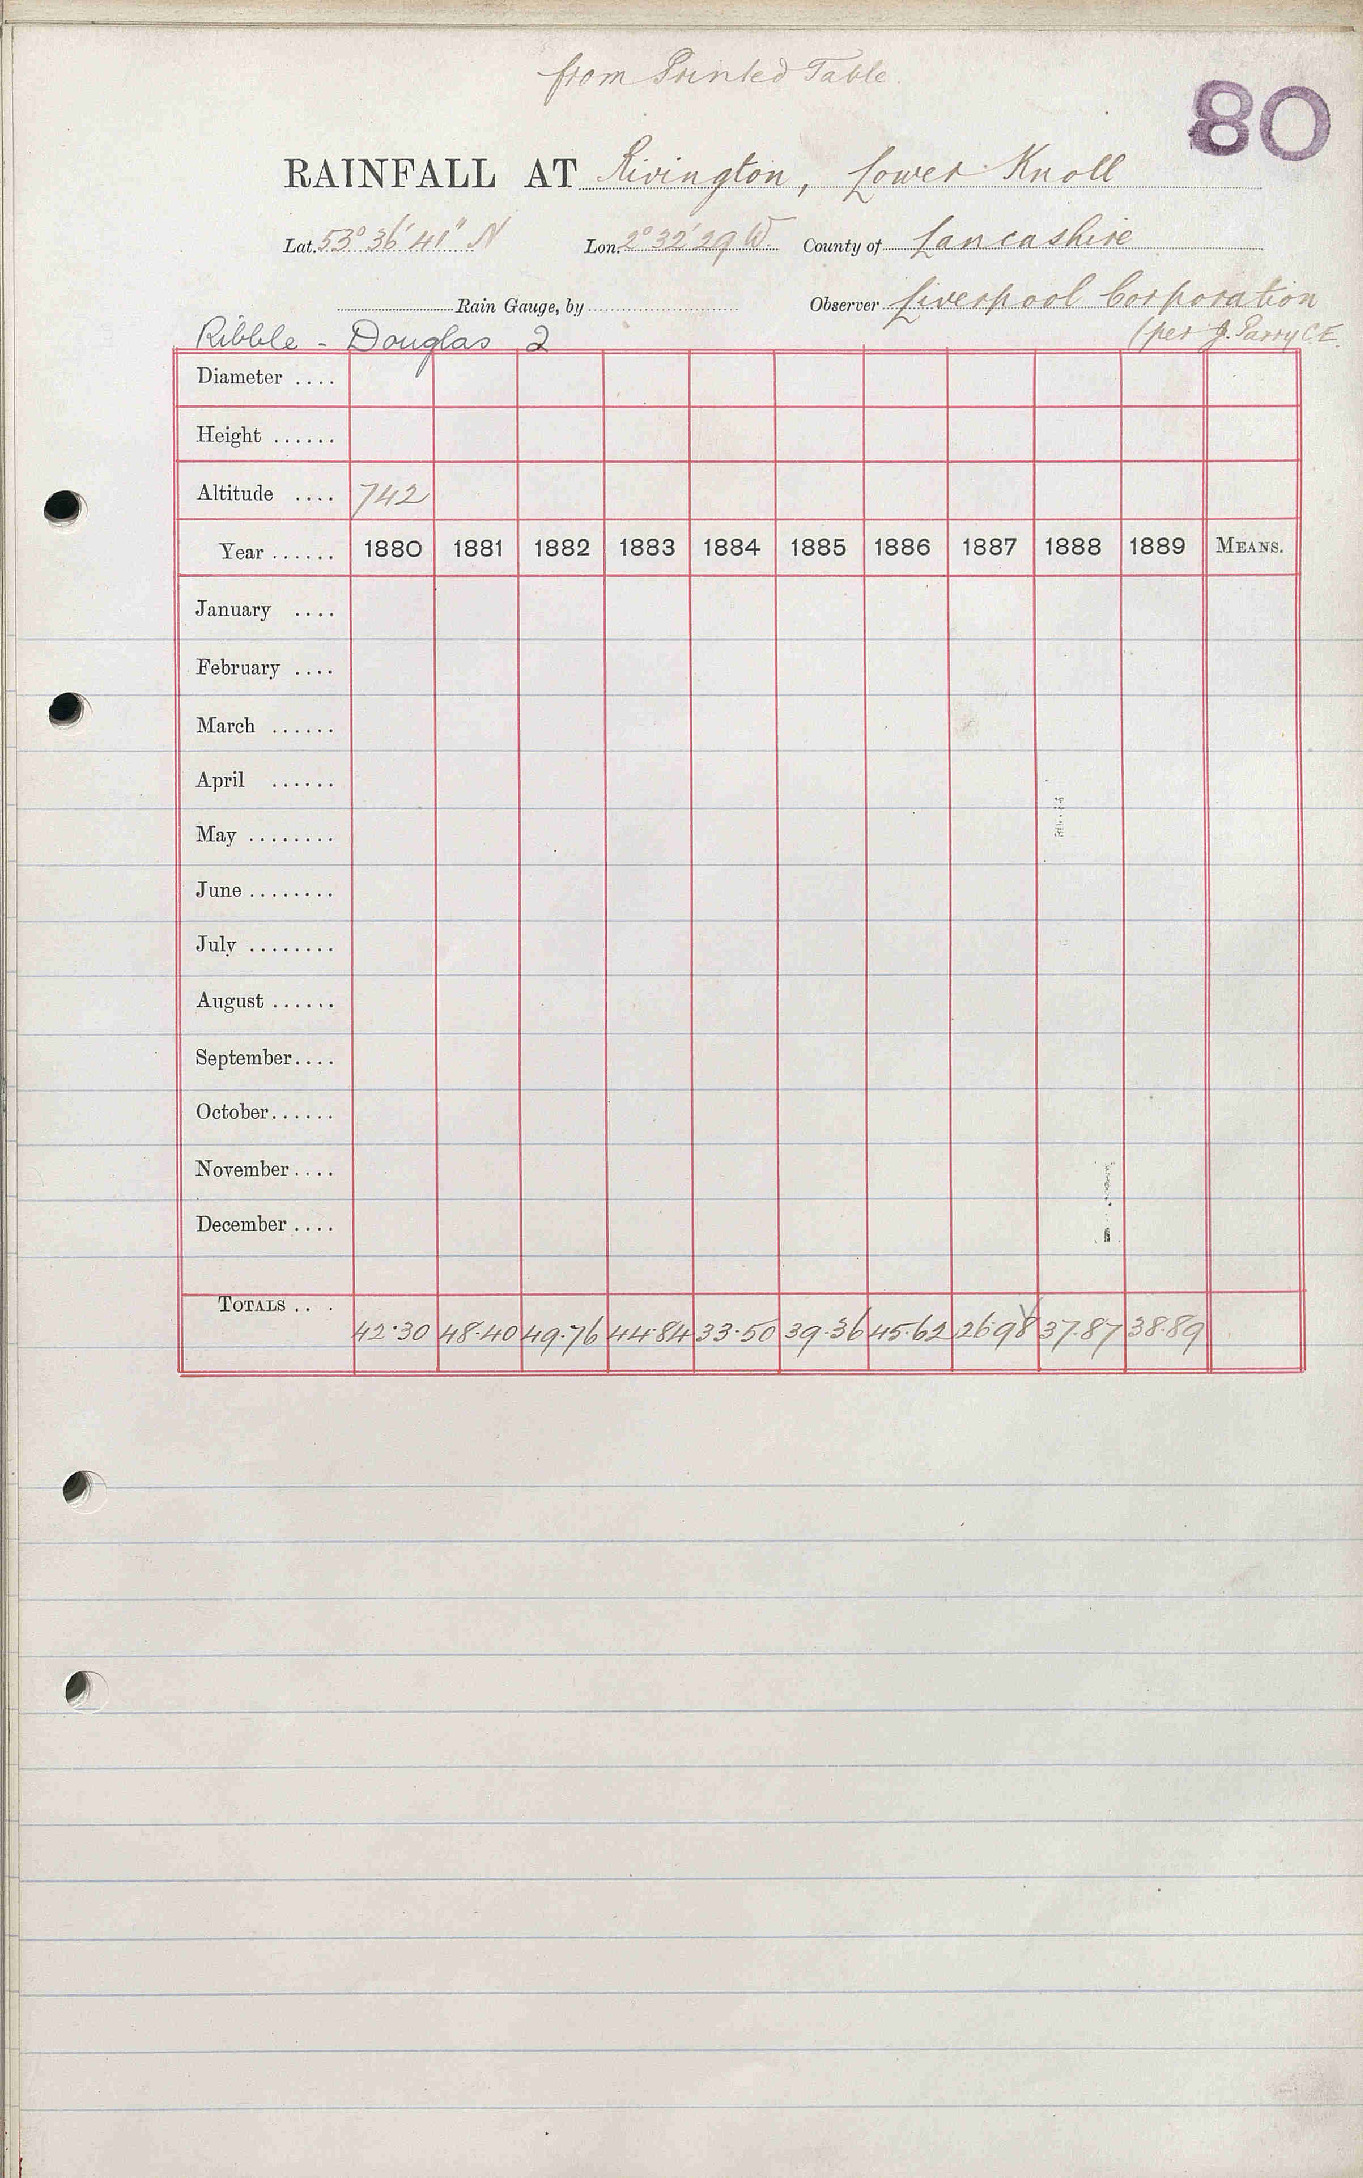 from Printed Table
80
RAINFALL AT Rivington, Lower Knoll
Lat. 53° 36' 41" N Lon. 2° 32' 29 W. County of Lancashire
Rain Gauge, by Observer Liverpool Corporation
Ribble - Douglas 2 (per J. Parry C.E.
Diameter ....
Height ......
Altitude .... 742
Year ...... 1880 1881 1882 1883 1884 1885 1886 1887 1888 1889 MEANS.
January ....
February ....
March ......
April ......
May ........
June ........
July ........
August ......
September ....
October ......
November ....
December ....
TOTALS .. .
42.30 48.40 49.76 44.84 33.50 39.36 45.62 26.98 37.87 38.89